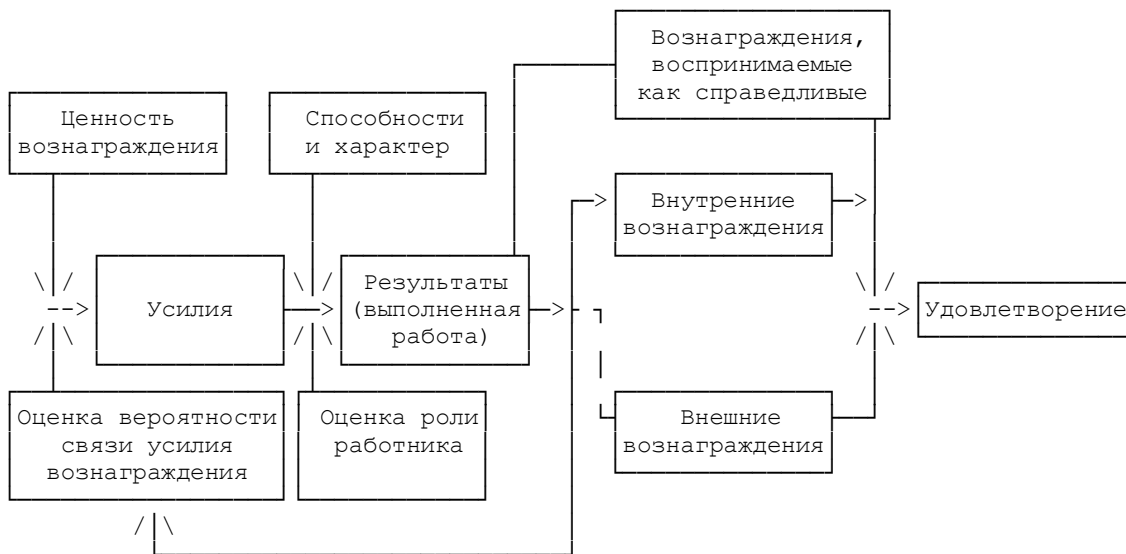 Вознаграждения,
воспринимаемые
как справедливые
Ценность
вознаграждения
Способности
и характер
Внутренние
вознаграждения
Усилия
Результаты
(выполненная
работа)
Удовлетворение
Оценка вероятности
связи усилия
вознаграждения
Оценка роли
работника
Внешние
вознаграждения